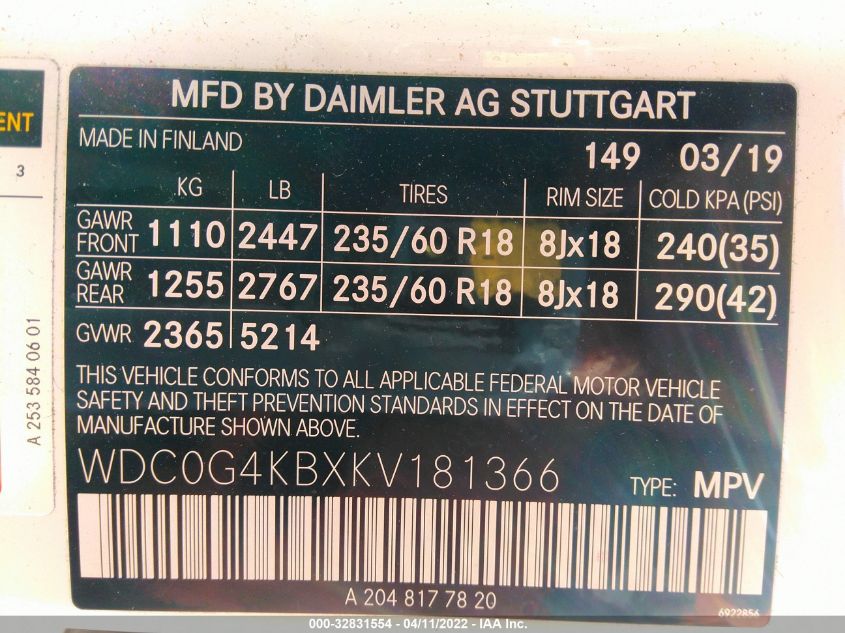 MFD BY DAIMLER AG STUTTGART
ENT
MADE IN FINLAND 149 03/19
3
KG LB TIRES RIM SIZE COLD KPA (PSI)
GAWR FRONT 1110 2447 235/60 R18 8Jx18 240(35)
GAWR REAR 1255 2767 235/60 R18 8Jx18 290(42)
GVWR 2365 5214
THIS VEHICLE CONFORMS TO ALL APPLICABLE FEDERAL MOTOR VEHICLE
SAFETY AND THEFT PREVENTION STANDARDS IN EFFECT ON THE DATE OF
MANUFACTURE SHOWN ABOVE.
A 253 584 06 01
WDC0G4KBXKV181366 TYPE: MPV
A 204 817 78 20
6922856
000-32831554 - 04/11/2022 - IAA Inc.